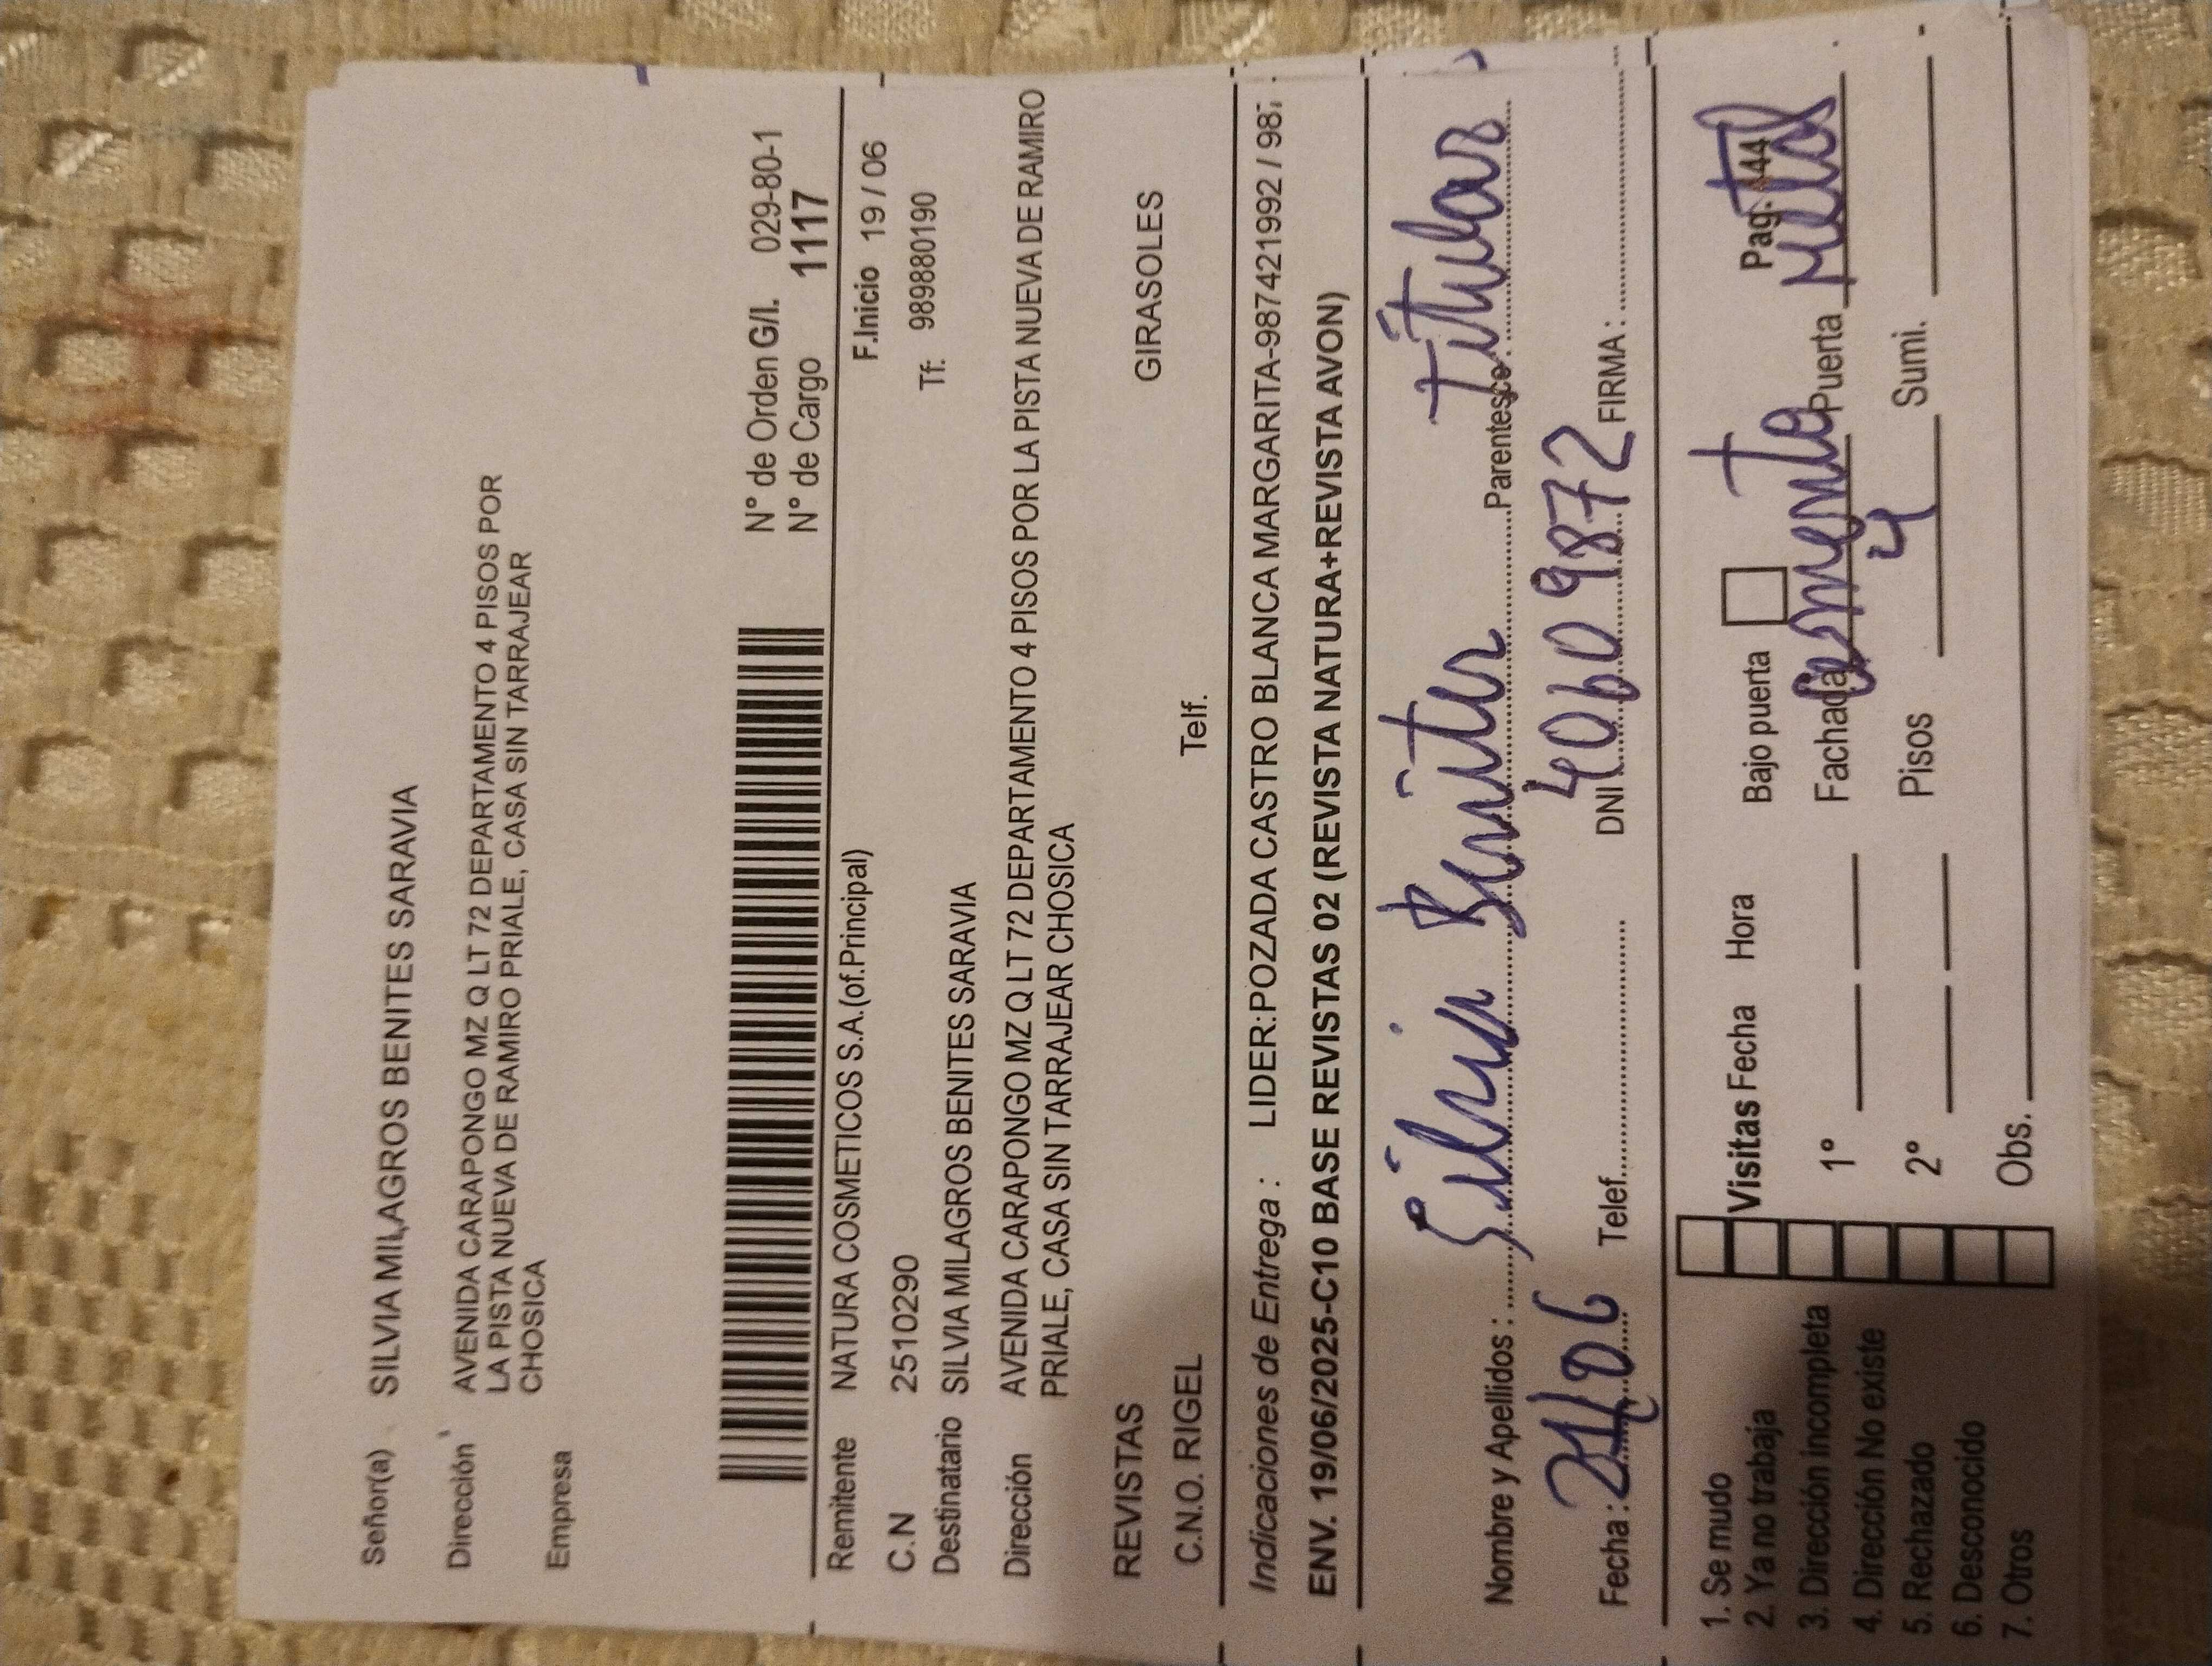 Señor(a) SILVIA MILAGROS BENITES SARAVIA
Dirección AVENIDA CARAPONGO MZ Q LT 72 DEPARTAMENTO 4 PISOS POR
LA PISTA NUEVA DE RAMIRO PRIALE, CASA SIN TARRAJEAR
CHOSICA
Empresa
N° de Orden G/I. 029-80-1
N° de Cargo 1117
Remitente NATURA COSMETICOS S.A.(of.Principal) F.Inicio 19 / 06
C.N 25110290 Tf: 989880190
Destinatario SILVIA MILAGROS BENITES SARAVIA
Dirección AVENIDA CARAPONGO MZ Q LT 72 DEPARTAMENTO 4 PISOS POR LA PISTA NUEVA DE RAMIRO
PRIALE, CASA SIN TARRAJEAR CHOSICA
REVISTAS GIRASOLES
C.N.O. RIGEL Telf.
Indicaciones de Entrega : LIDER:POZADA CASTRO BLANCA MARGARITA-987421992 / 987
ENV. 19/06/2025-C10 BASE REVISTAS 02 (REVISTA NATURA+REVISTA AVON)
Nombre y Apellidos : Silvia Benites Parentesco: Titular
Fecha : 21/06 Telef. DNI 40609872 FIRMA :
1. Se mudo
2. Ya no trabaja Visitas Fecha Hora Bajo puerta Pag. 44
3. Dirección incompleta 1° Fachada Cemento Puerta Metal
4. Dirección No existe
5. Rechazado 2° Pisos 4 Sumi.
6. Desconocido
7. Otros Obs.